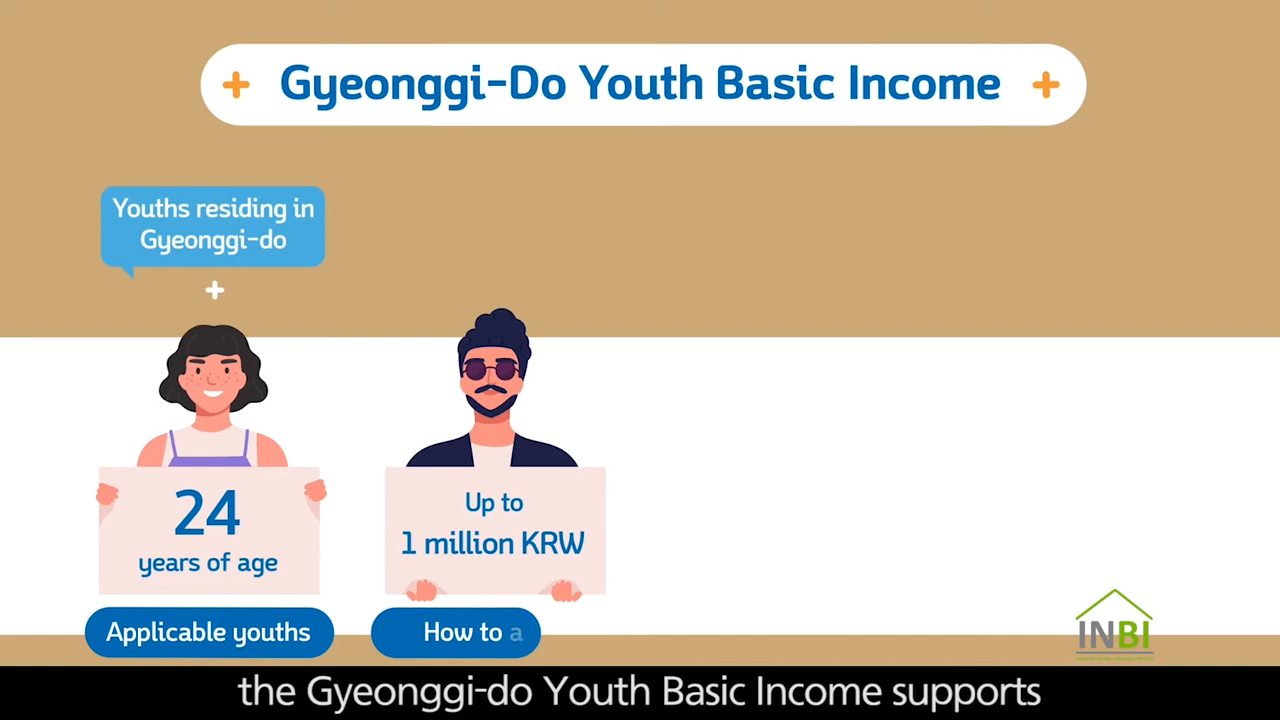 + Gyeonggi-Do Youth Basic Income +
Youths residing in
Gyeonggi-do
+
24
years of age
Applicable youths
Up to
1 million KRW
How to a
INBI
the Gyeonggi-do Youth Basic Income supports